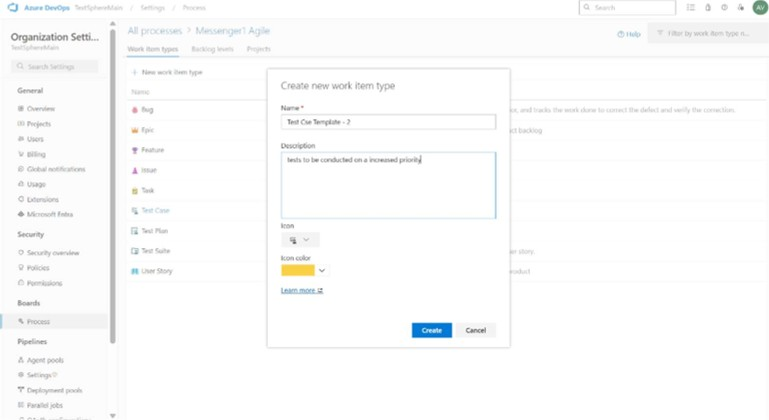 Azure DevOps TestSphereMain / Settings / Process
Search
AV
Organization Setti...
TestSphereMain
Search Settings
General
Overview
Projects
Users
Billing
Global notifications
Usage
Extensions
Microsoft Entra
Security
Security overview
Policies
Permissions
Boards
Process
Pipelines
Agent pools
Settings
Deployment pools
Parallel jobs
All processes > Messenger1 Agile
Help
Filter by work item type n...
Work item types Backlog levels Projects
+ New work item type
Name
Bug
or, and tracks the work done to correct the defect and verify the correction.
Epic
ct backlog
Feature
Issue
Task
Test Case
Test Plan
Test Suite
er story.
User Story
product
Create new work item type
Name *
Test Cse Template - 2
Description
tests to be conducted on a increased priority
Icon
Icon color
Learn more
Create Cancel